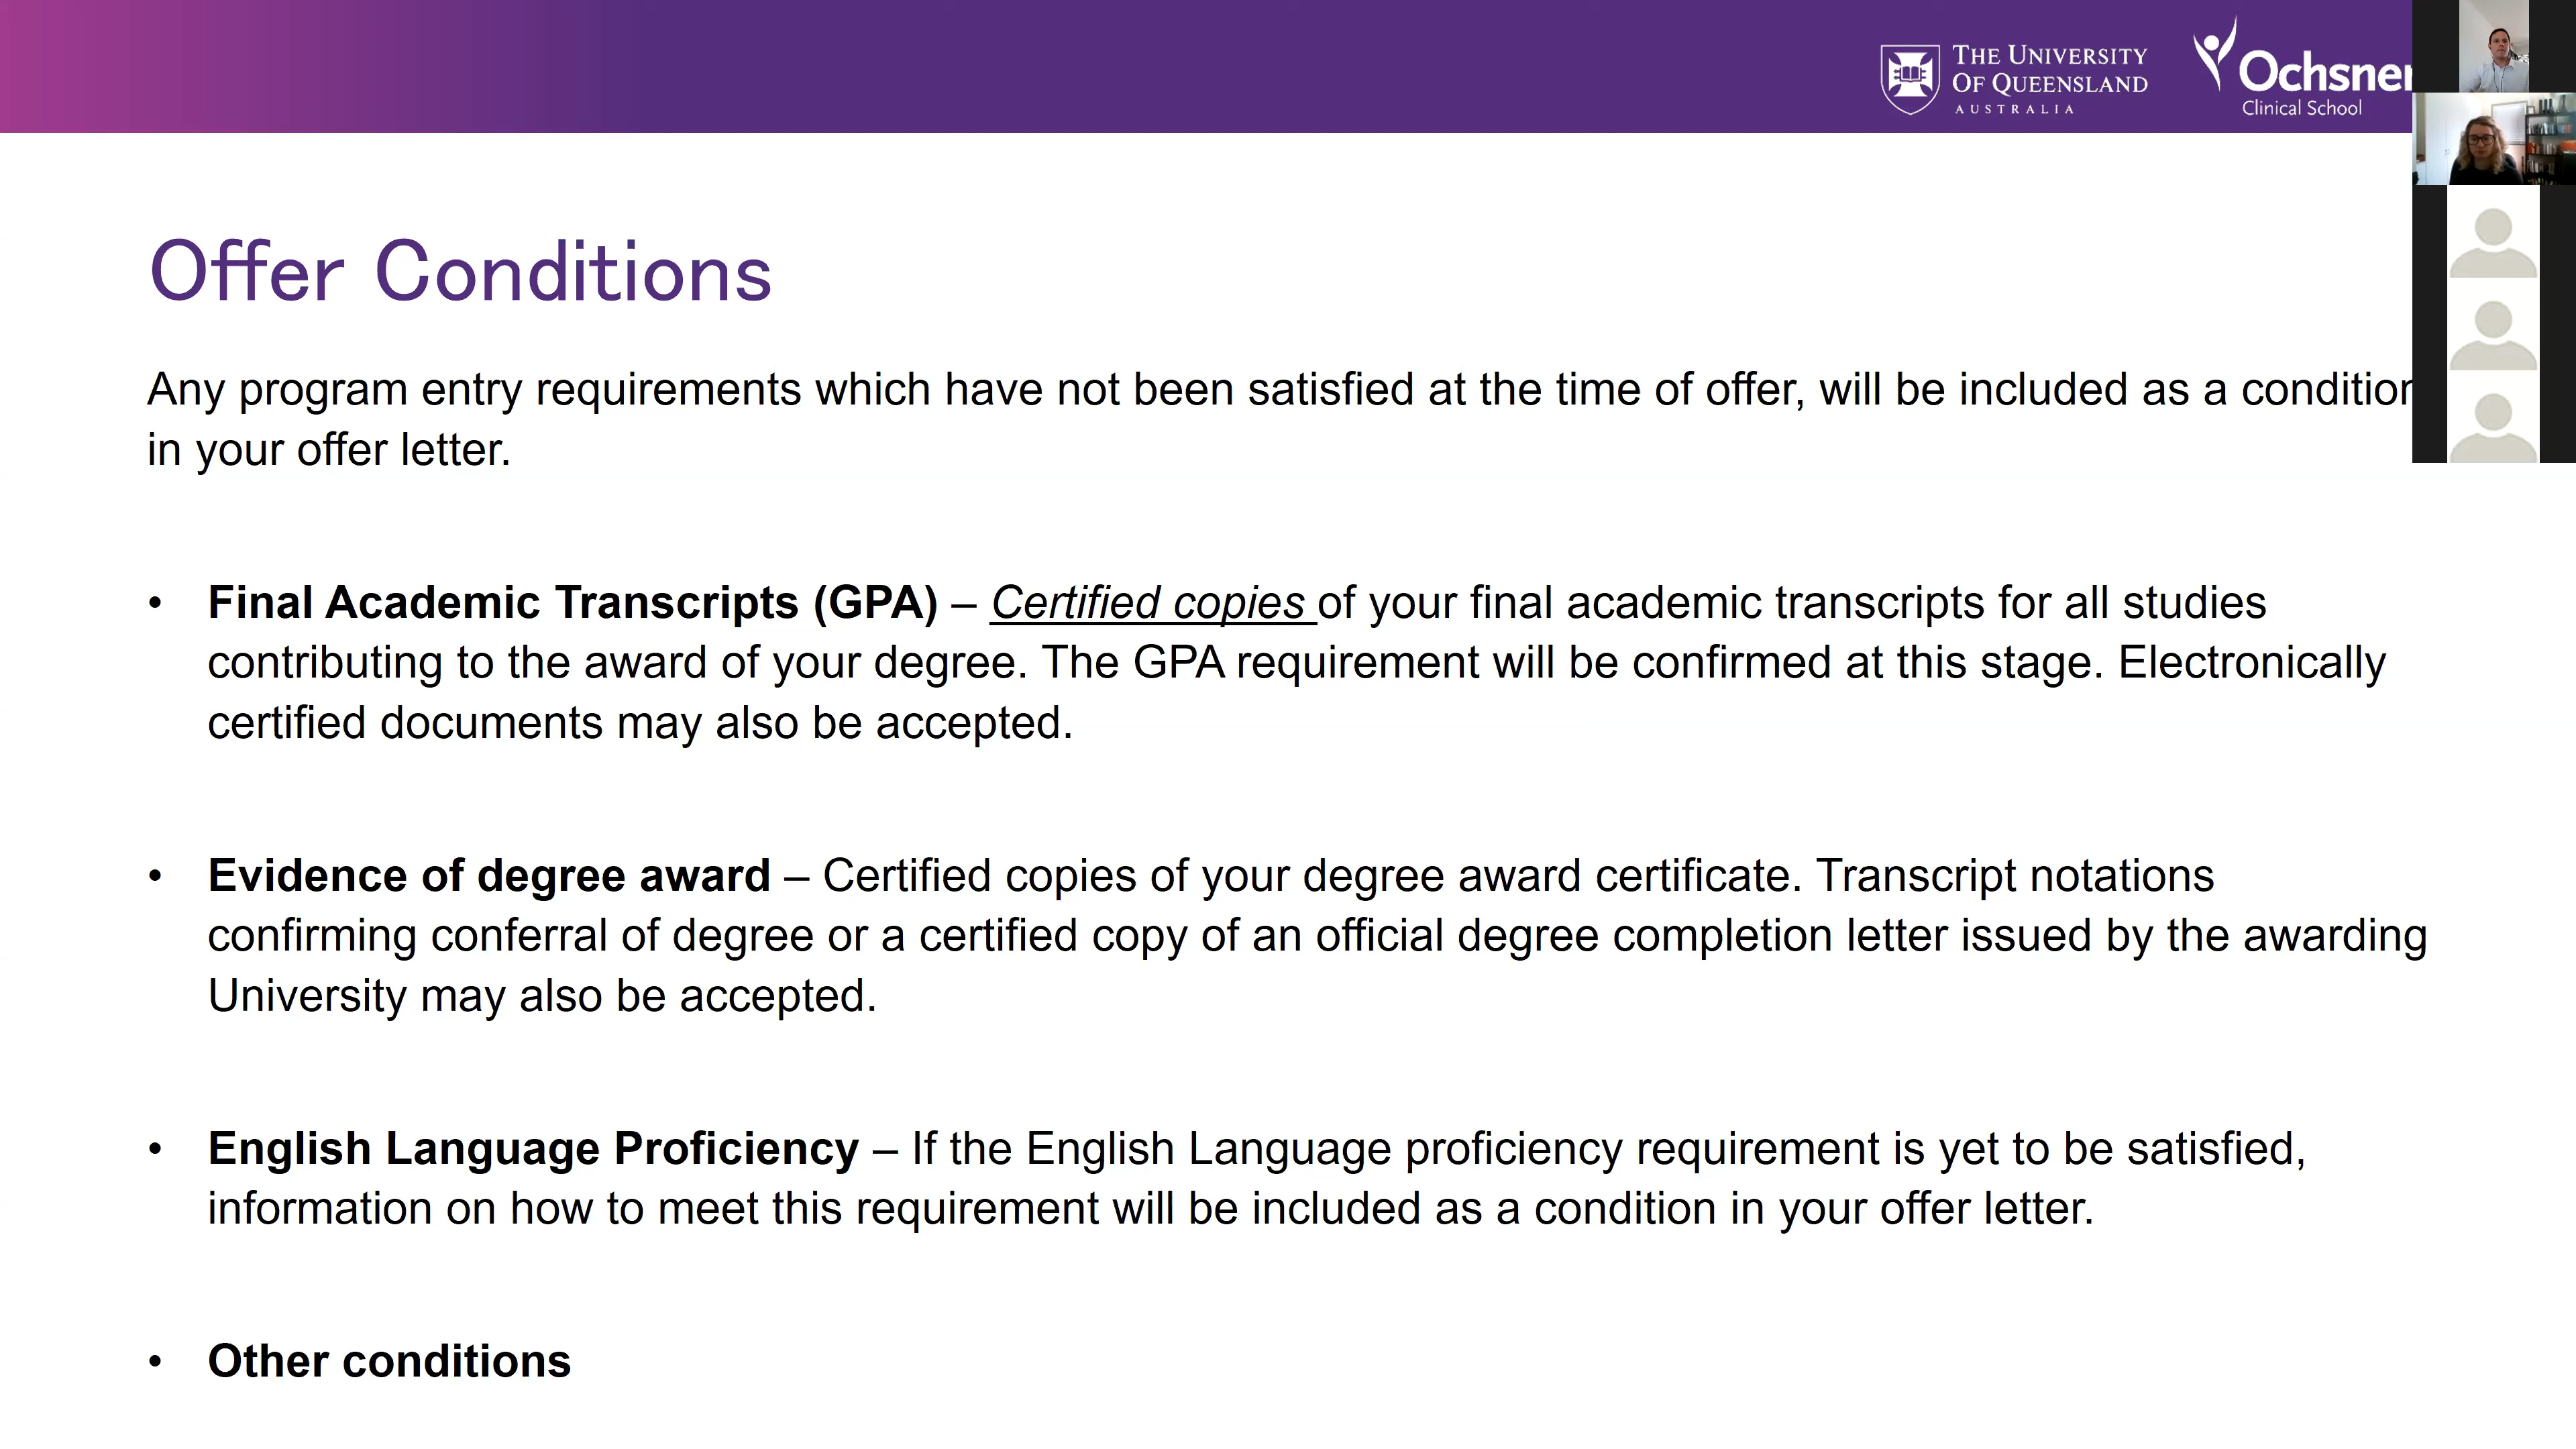 THE UNIVERSITY
OF QUEENSLAND
AUSTRALIA
Ochsner
Clinical School
Offer Conditions
Any program entry requirements which have not been satisfied at the time of offer, will be included as a condition
in your offer letter.
• Final Academic Transcripts (GPA) – Certified copies of your final academic transcripts for all studies
contributing to the award of your degree. The GPA requirement will be confirmed at this stage. Electronically
certified documents may also be accepted.
• Evidence of degree award – Certified copies of your degree award certificate. Transcript notations
confirming conferral of degree or a certified copy of an official degree completion letter issued by the awarding
University may also be accepted.
• English Language Proficiency – If the English Language proficiency requirement is yet to be satisfied,
information on how to meet this requirement will be included as a condition in your offer letter.
• Other conditions